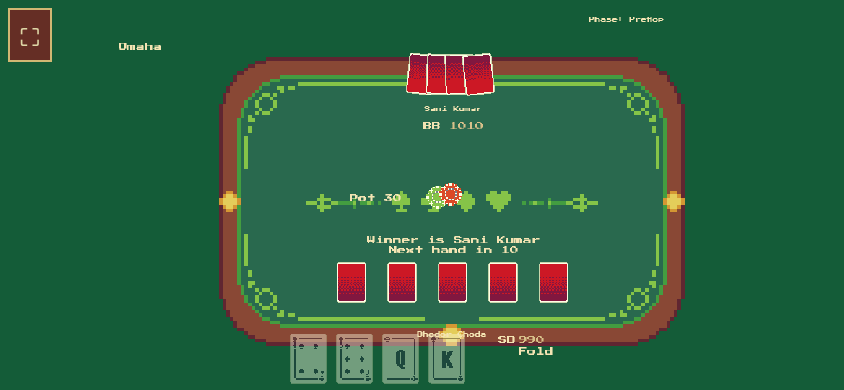 Phase: Preflop
Omaha
Sani Kumar
BB 1010
Pot 30
Winner is Sani Kumar
Next hand in 10
SB 990
Fold
Q
K